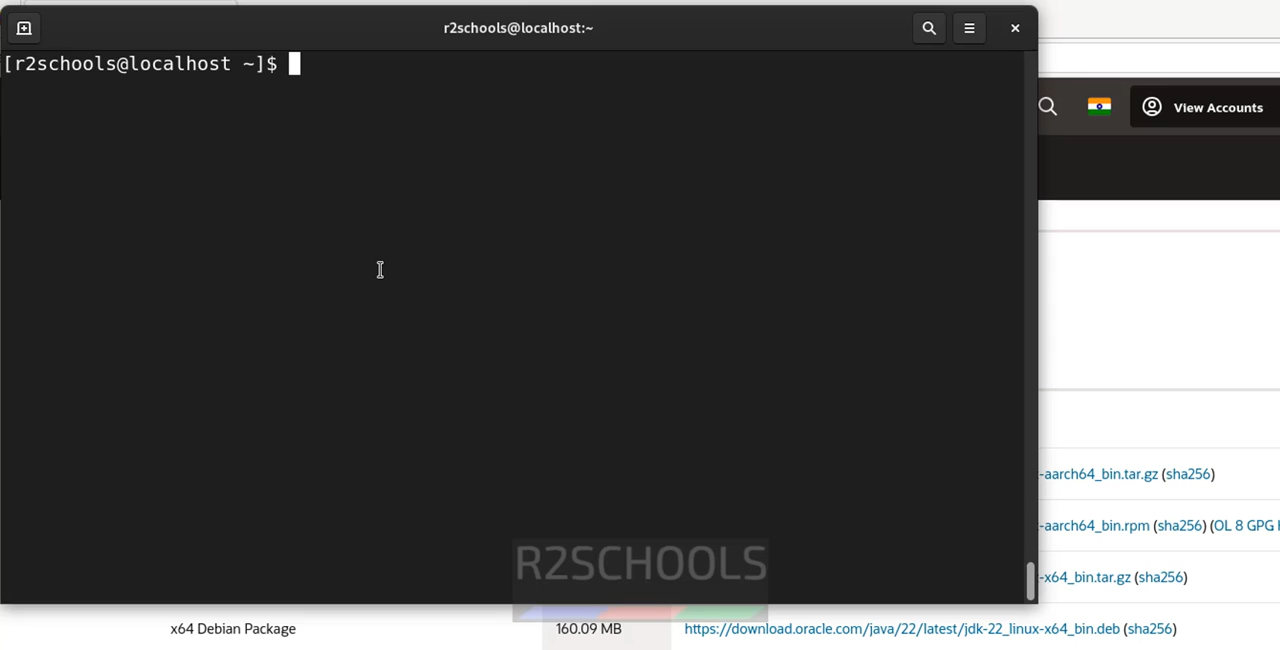 r2schools@localhost:~
[r2schools@localhost ~]$
View Accounts
-aarch64_bin.tar.gz (sha256)
-aarch64_bin.rpm (sha256) (OL 8 GPG
-x64_bin.tar.gz (sha256)
R2SCHOOLS
x64 Debian Package 160.09 MB https://download.oracle.com/java/22/latest/jdk-22_linux-x64_bin.deb (sha256)